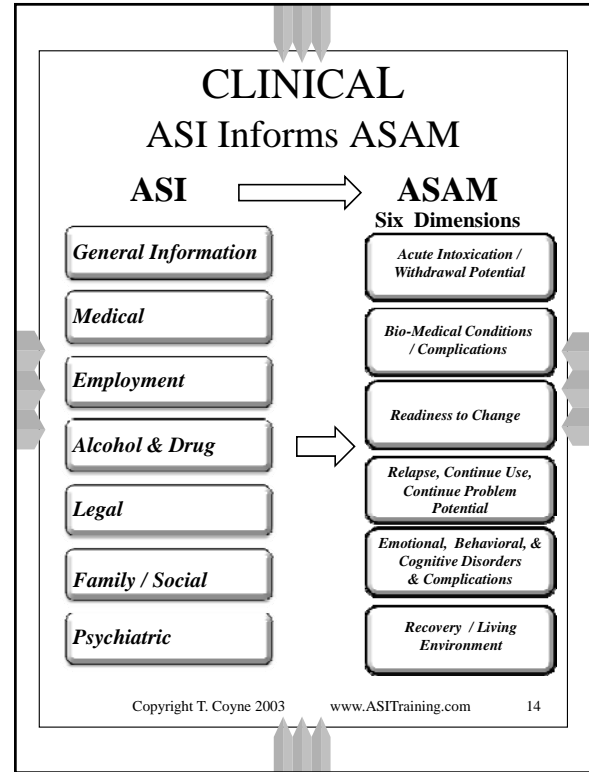 CLINICAL
ASI Informs ASAM
ASI
ASAM
Six Dimensions
General Information
Medical
Employment
Alcohol & Drug
Legal
Family / Social
Psychiatric
Acute Intoxication /
Withdrawal Potential
Bio-Medical Conditions
/ Complications
Readiness to Change
Relapse, Continue Use,
Continue Problem
Potential
Emotional, Behavioral, &
Cognitive Disorders
& Complications
Recovery / Living
Environment
Copyright T. Coyne 2003 www.ASITraining.com 14